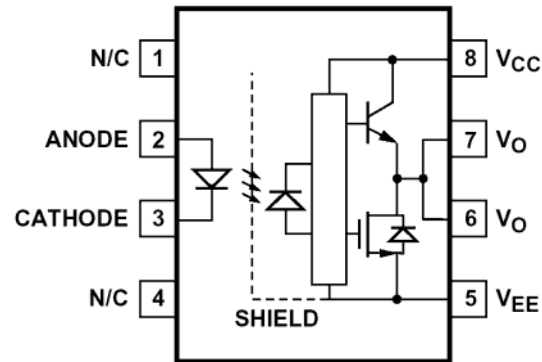 N/C 1
ANODE 2
CATHODE 3
N/C 4
SHIELD
8 VCC
7 VO
6 VO
5 VEE